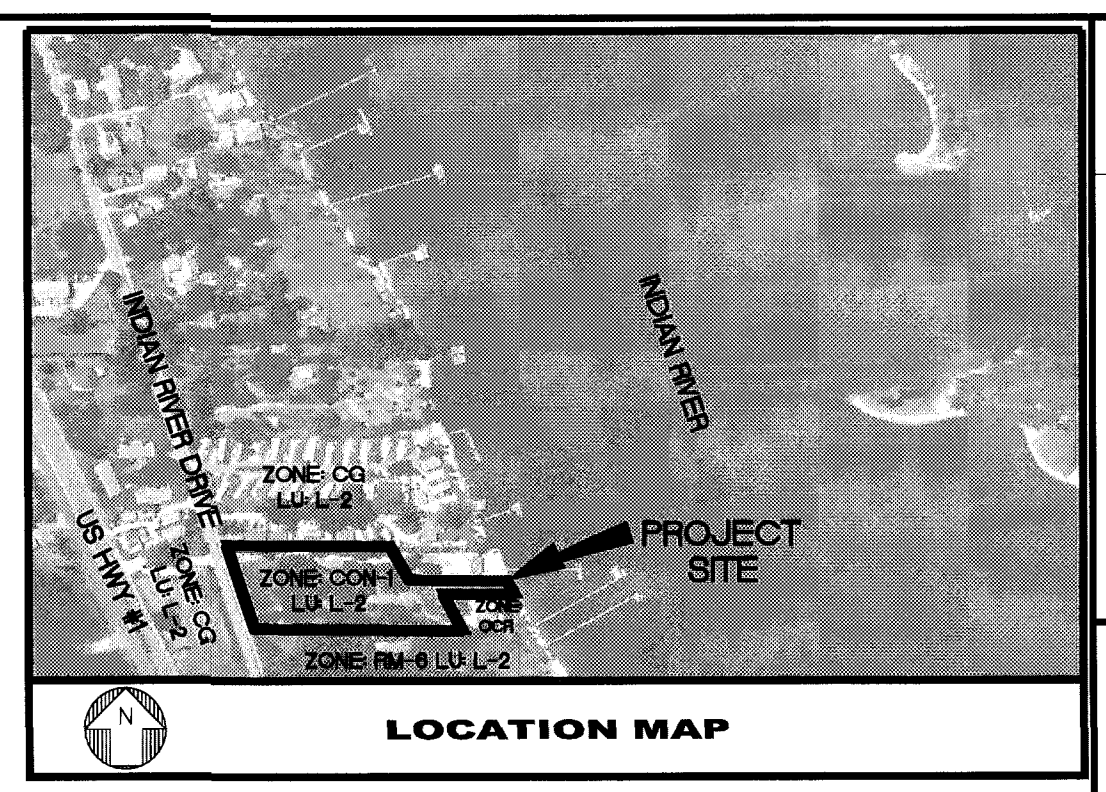 INDIAN RIVER DRIVE
INDIAN RIVER
ZONE: CG
LU: L-2
US HWY #1
ZONE: CG
LU: L-2
PROJECT
SITE
ZONE: CON-1
LU: L-2
ZONE:
OCR
ZONE: RM-6 LU: L-2
N
LOCATION MAP